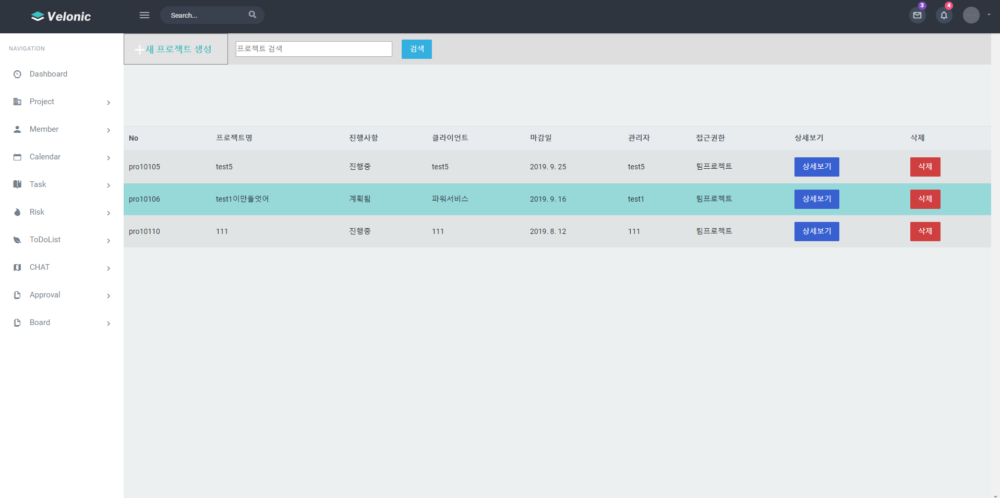 Velonic
Search...
3
4
NAVIGATION
Dashboard
Project
Member
Calendar
Task
Risk
ToDoList
CHAT
Approval
Board
+새 프로젝트 생성
프로젝트 검색
검색
No 프로젝트명 진행사항 클라이언트 마감일 관리자 접근권한 상세보기 삭제
pro10105 test5 진행중 test5 2019. 9. 25 test5 팀프로젝트 상세보기 삭제
pro10106 test1이만들엇어 계획됨 파워서비스 2019. 9. 16 test1 팀프로젝트 상세보기 삭제
pro10110 111 진행중 111 2019. 8. 12 111 팀프로젝트 상세보기 삭제